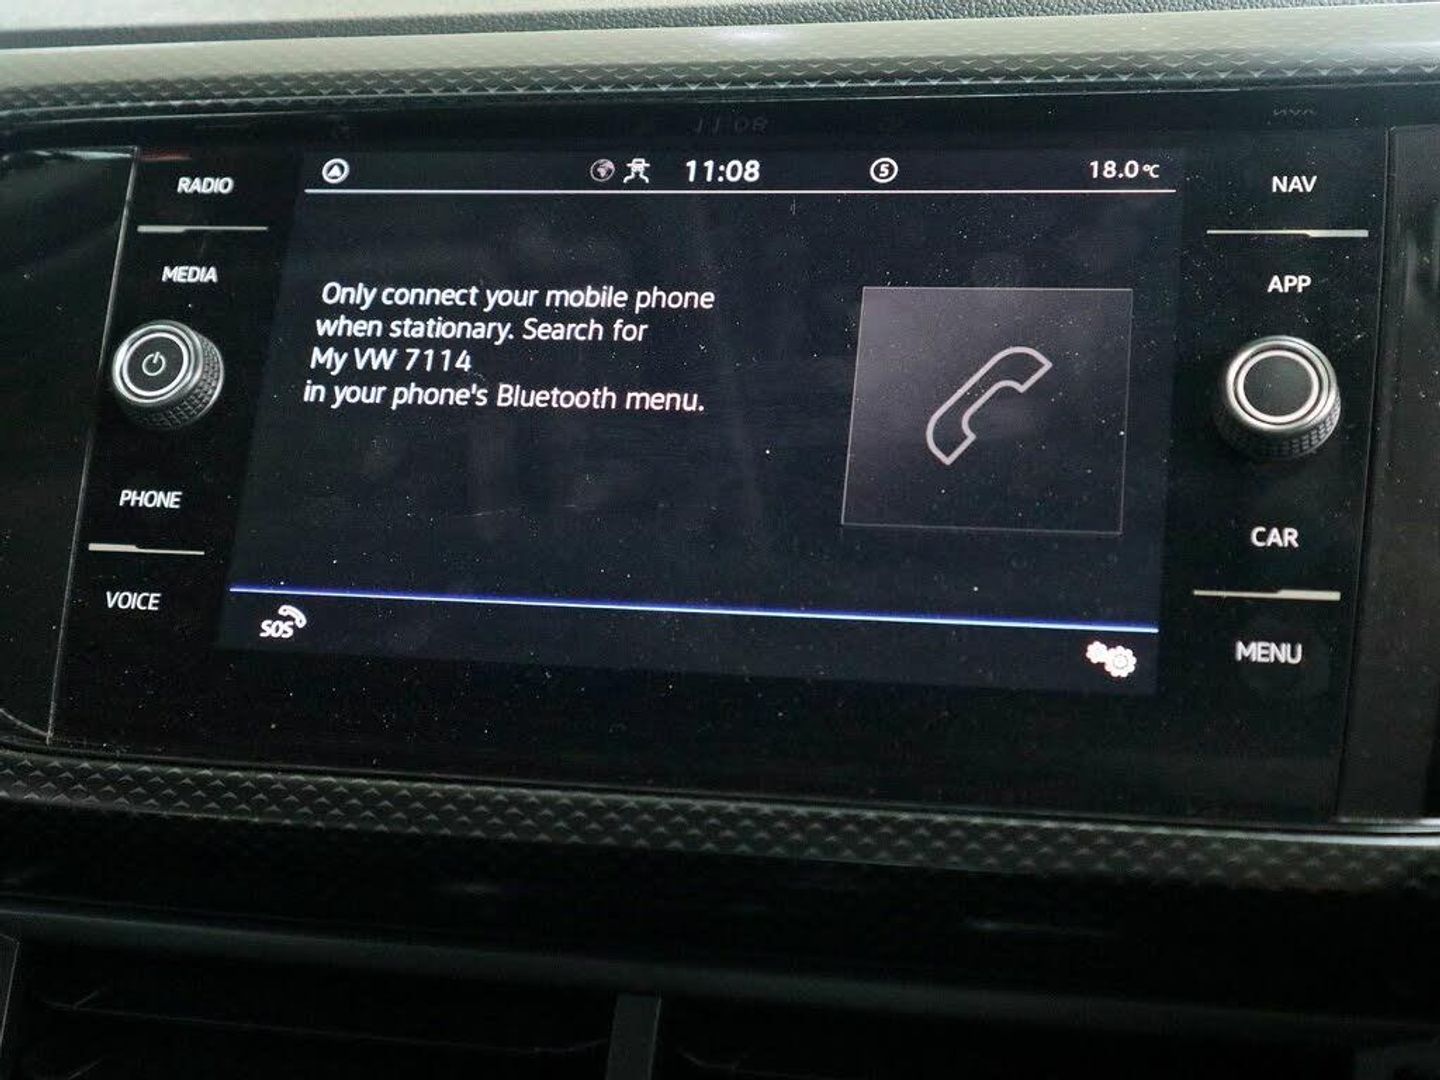 RADIO
MEDIA
PHONE
VOICE
11:08
5
18.0°C
Only connect your mobile phone
when stationary. Search for
My VW 7114
in your phone's Bluetooth menu.
SOS
NAV
APP
CAR
MENU